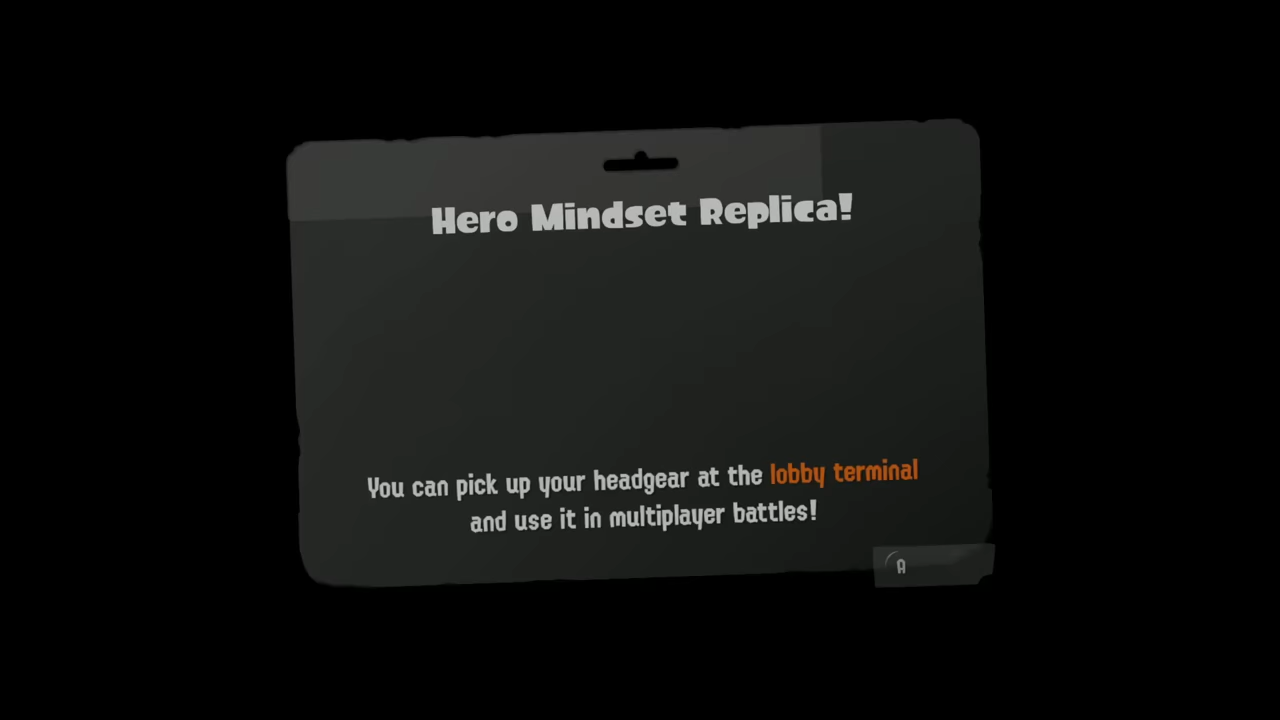 Hero Mindset Replica!
You can pick up your headgear at the lobby terminal
and use it in multiplayer battles!
A